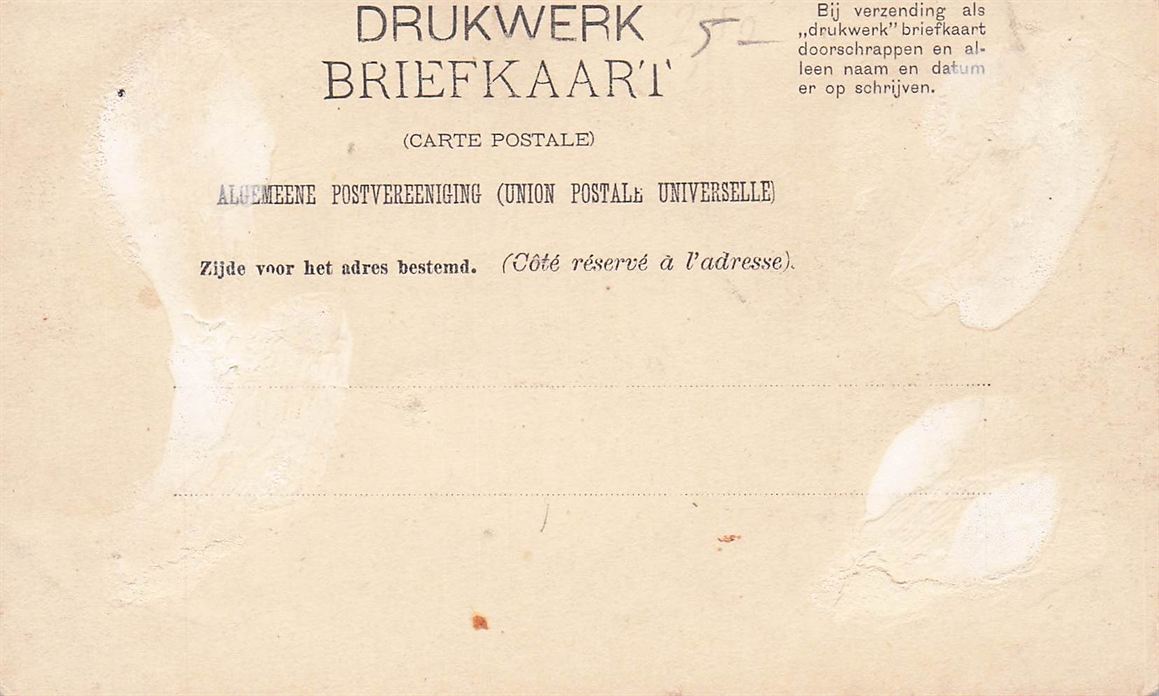 DRUKWERK
BRIEFKAART
(CARTE POSTALE)
ALGEMEENE POSTVEREENIGING (UNION POSTALE UNIVERSELLE)
Zijde voor het adres bestemd. (Côté réservé à l'adresse).
Bij verzending als
„drukwerk" briefkaart
doorschrappen en al-
leen naam en datum
er op schrijven.